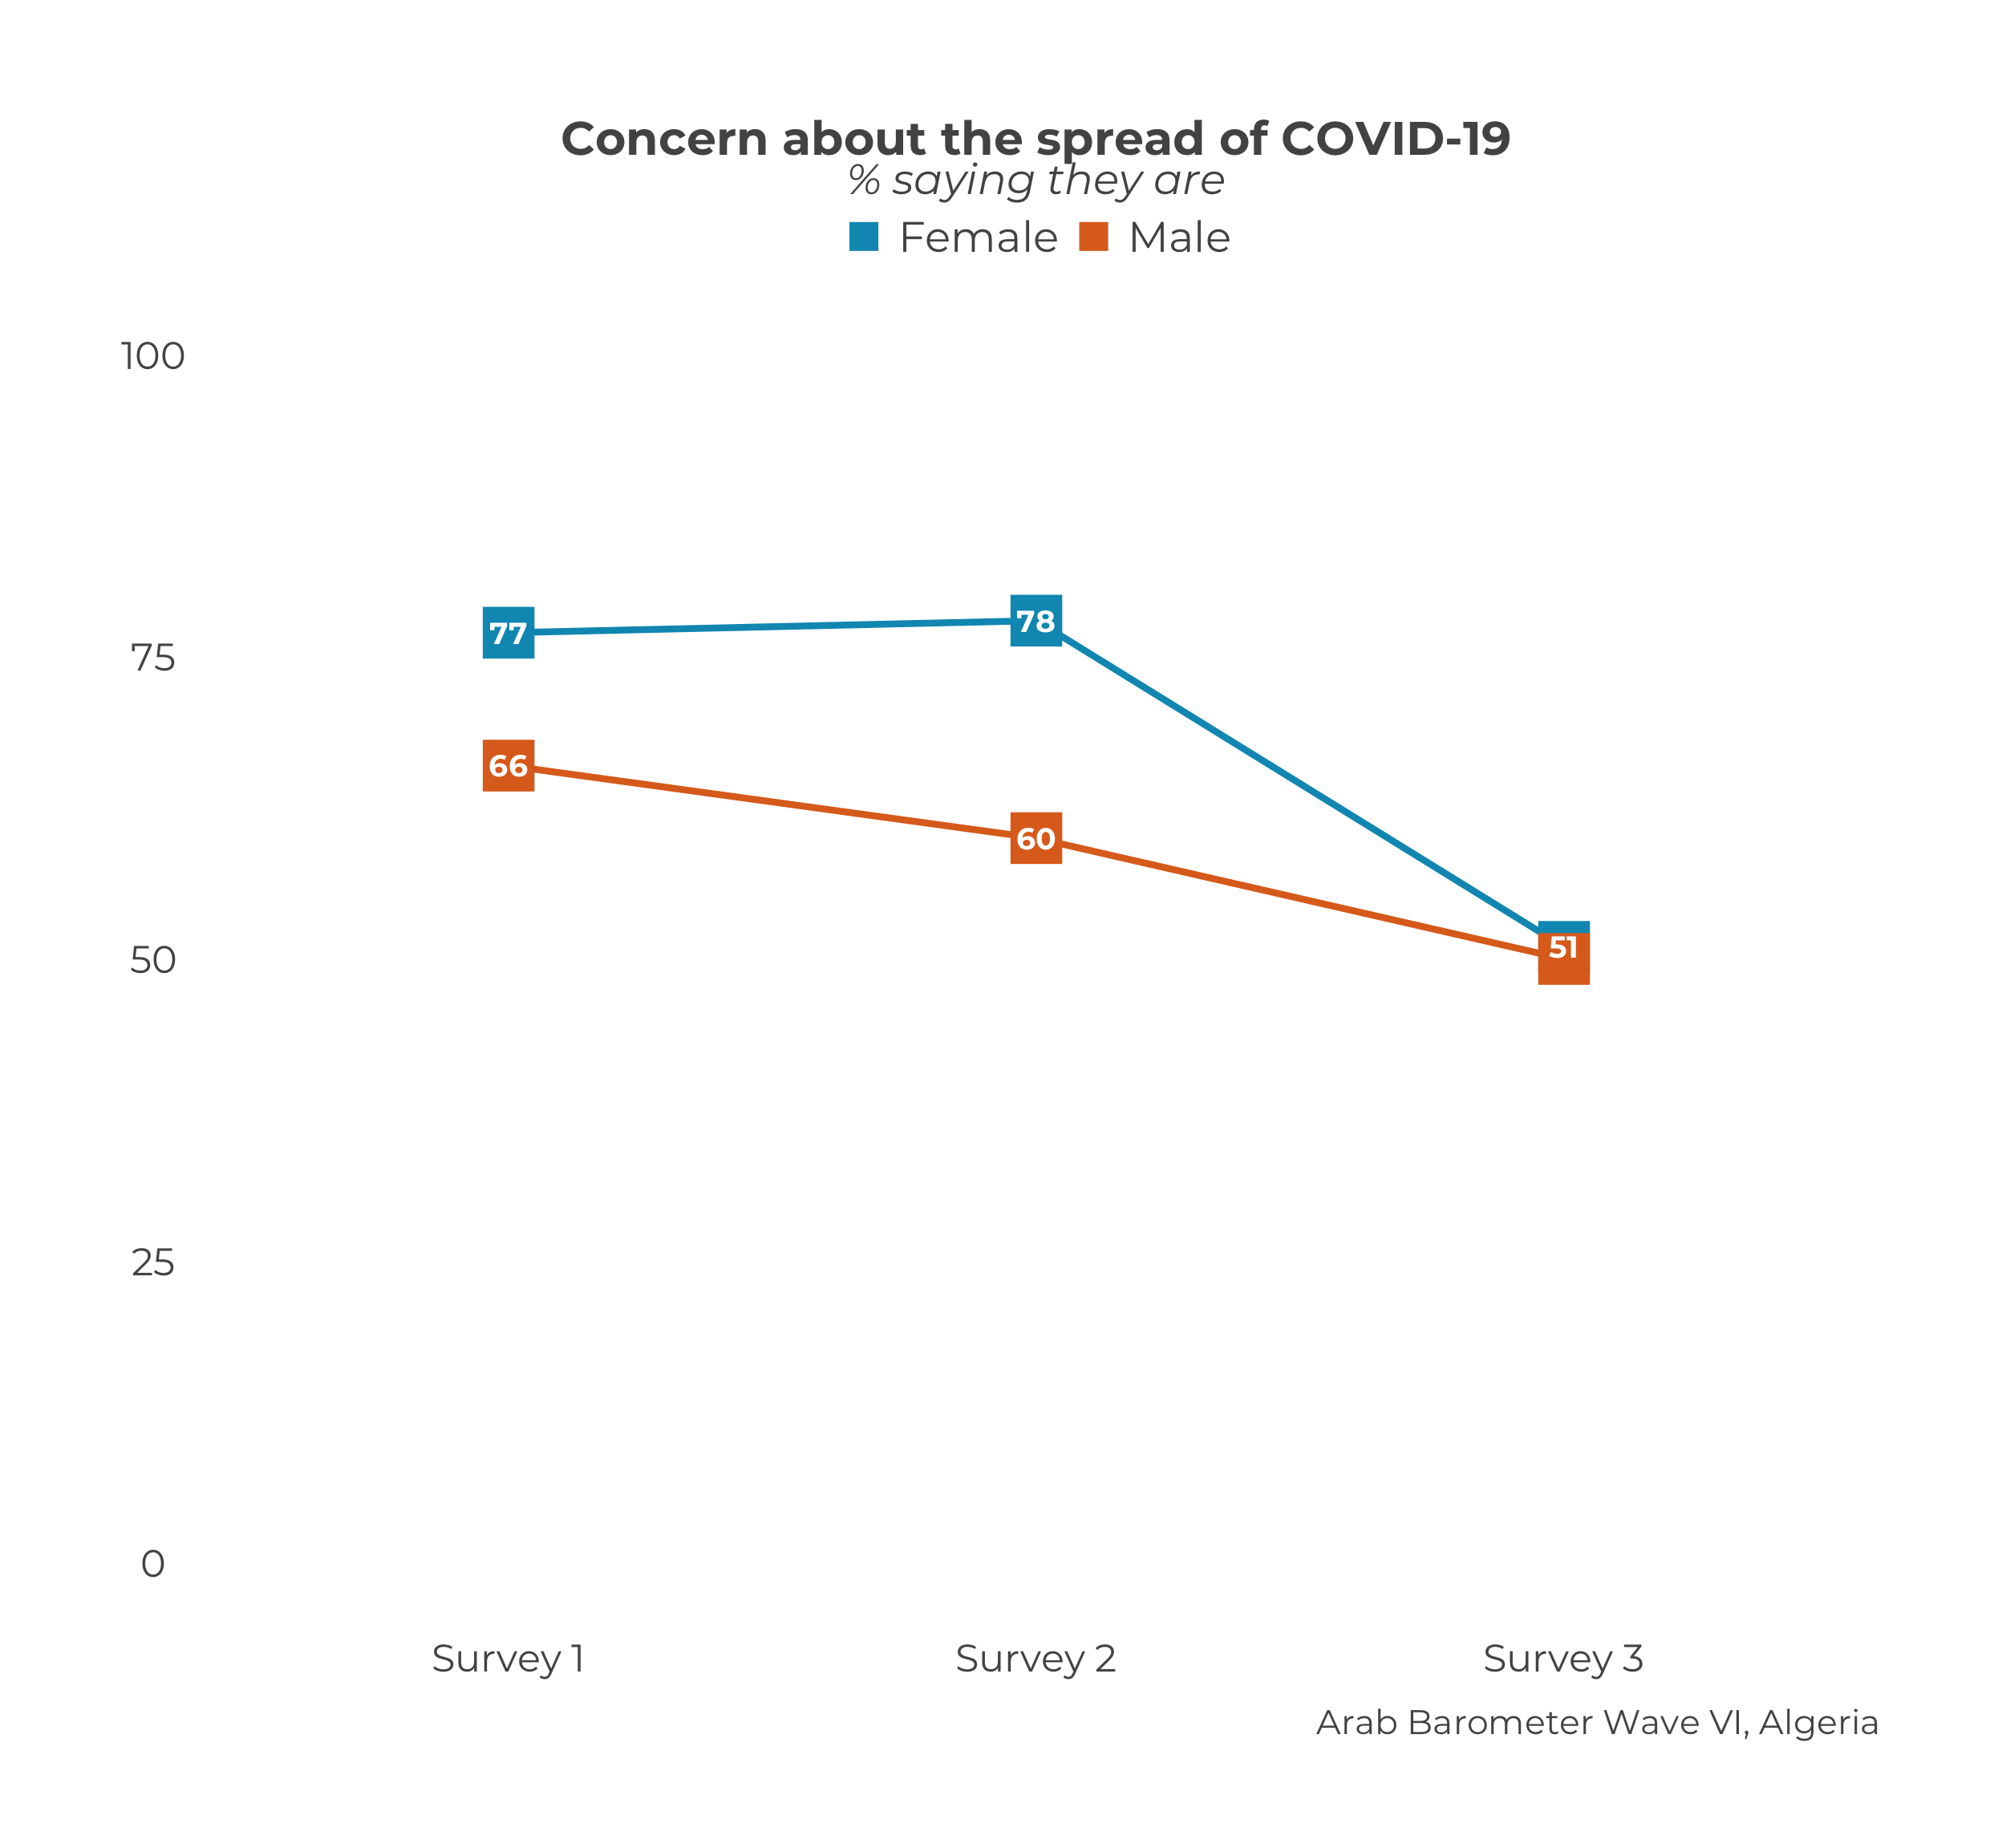 Concern about the spread of COVID-19
% saying they are
Female Male
100
75
50
25
0
77
78
66
60
51
Survey 1 Survey 2 Survey 3
Arab Barometer Wave VI, Algeria